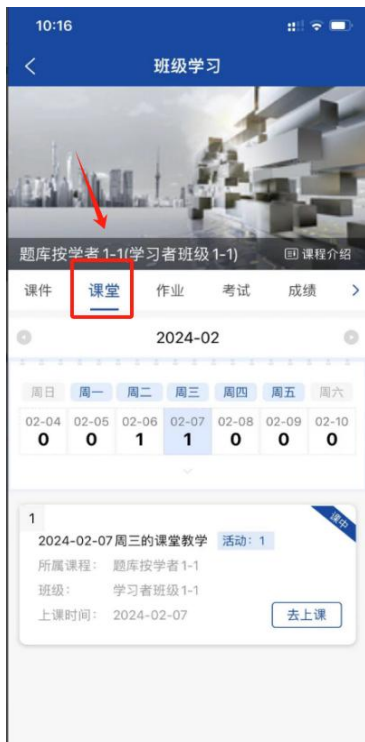 10:16
班级学习
题库按学者1-1(学习者班级1-1)
课程介绍
课件 课堂 作业 考试 成绩
2024-02
周日 周一 周二 周三 周四 周五 周六
02-04 02-05 02-06 02-07 02-08 02-09 02-10
0 0 1 1 0 0 0
1
课中
2024-02-07周三的课堂教学 活动: 1
所属课程: 题库按学者1-1
班级: 学习者班级1-1
上课时间: 2024-02-07
去上课